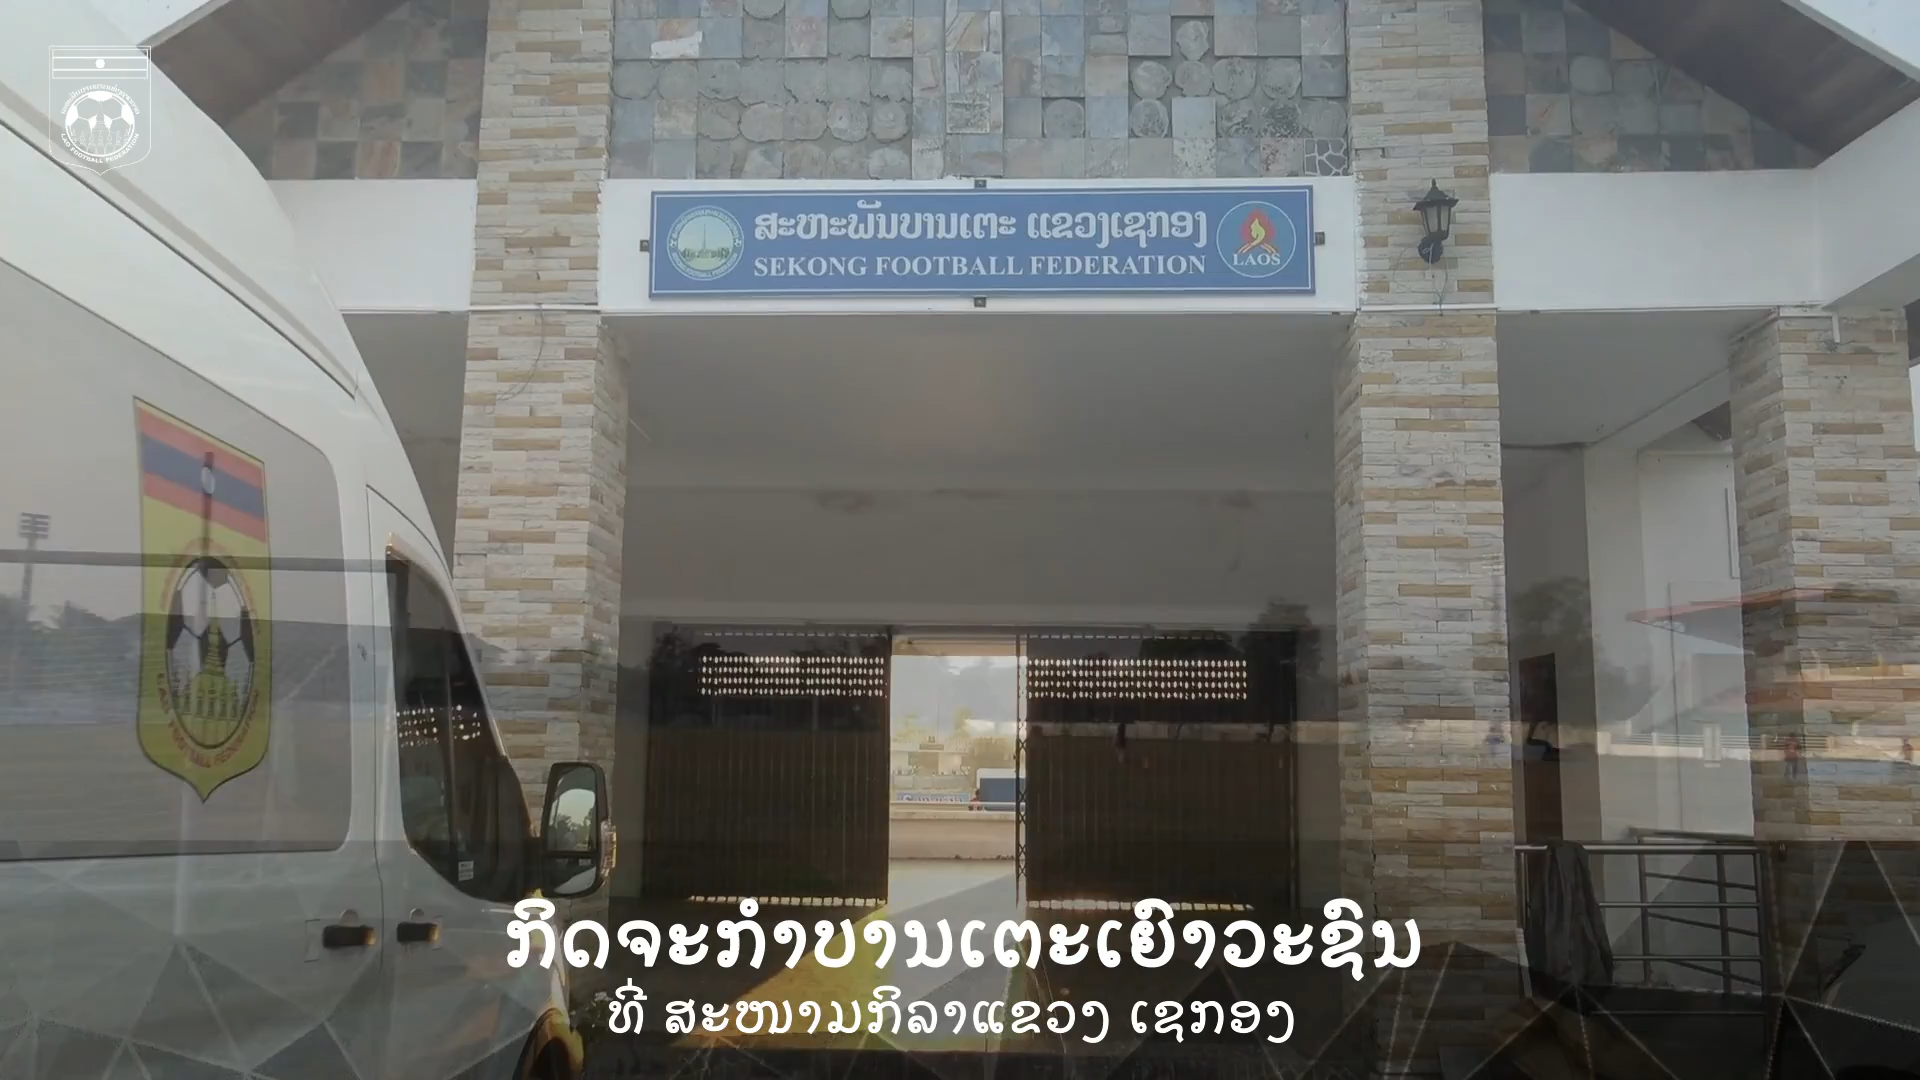 LAO FOOTBALL FEDERATION
ສະຫະພັນບານເຕະ ແຂວງເຊກອງ
SEKONG FOOTBALL FEDERATION
LAOS
ກິດຈະກຳບານເຕະເຍົາວະຊົນ
ທີ່ ສະໜາມກິລາແຂວງ ເຊກອງ